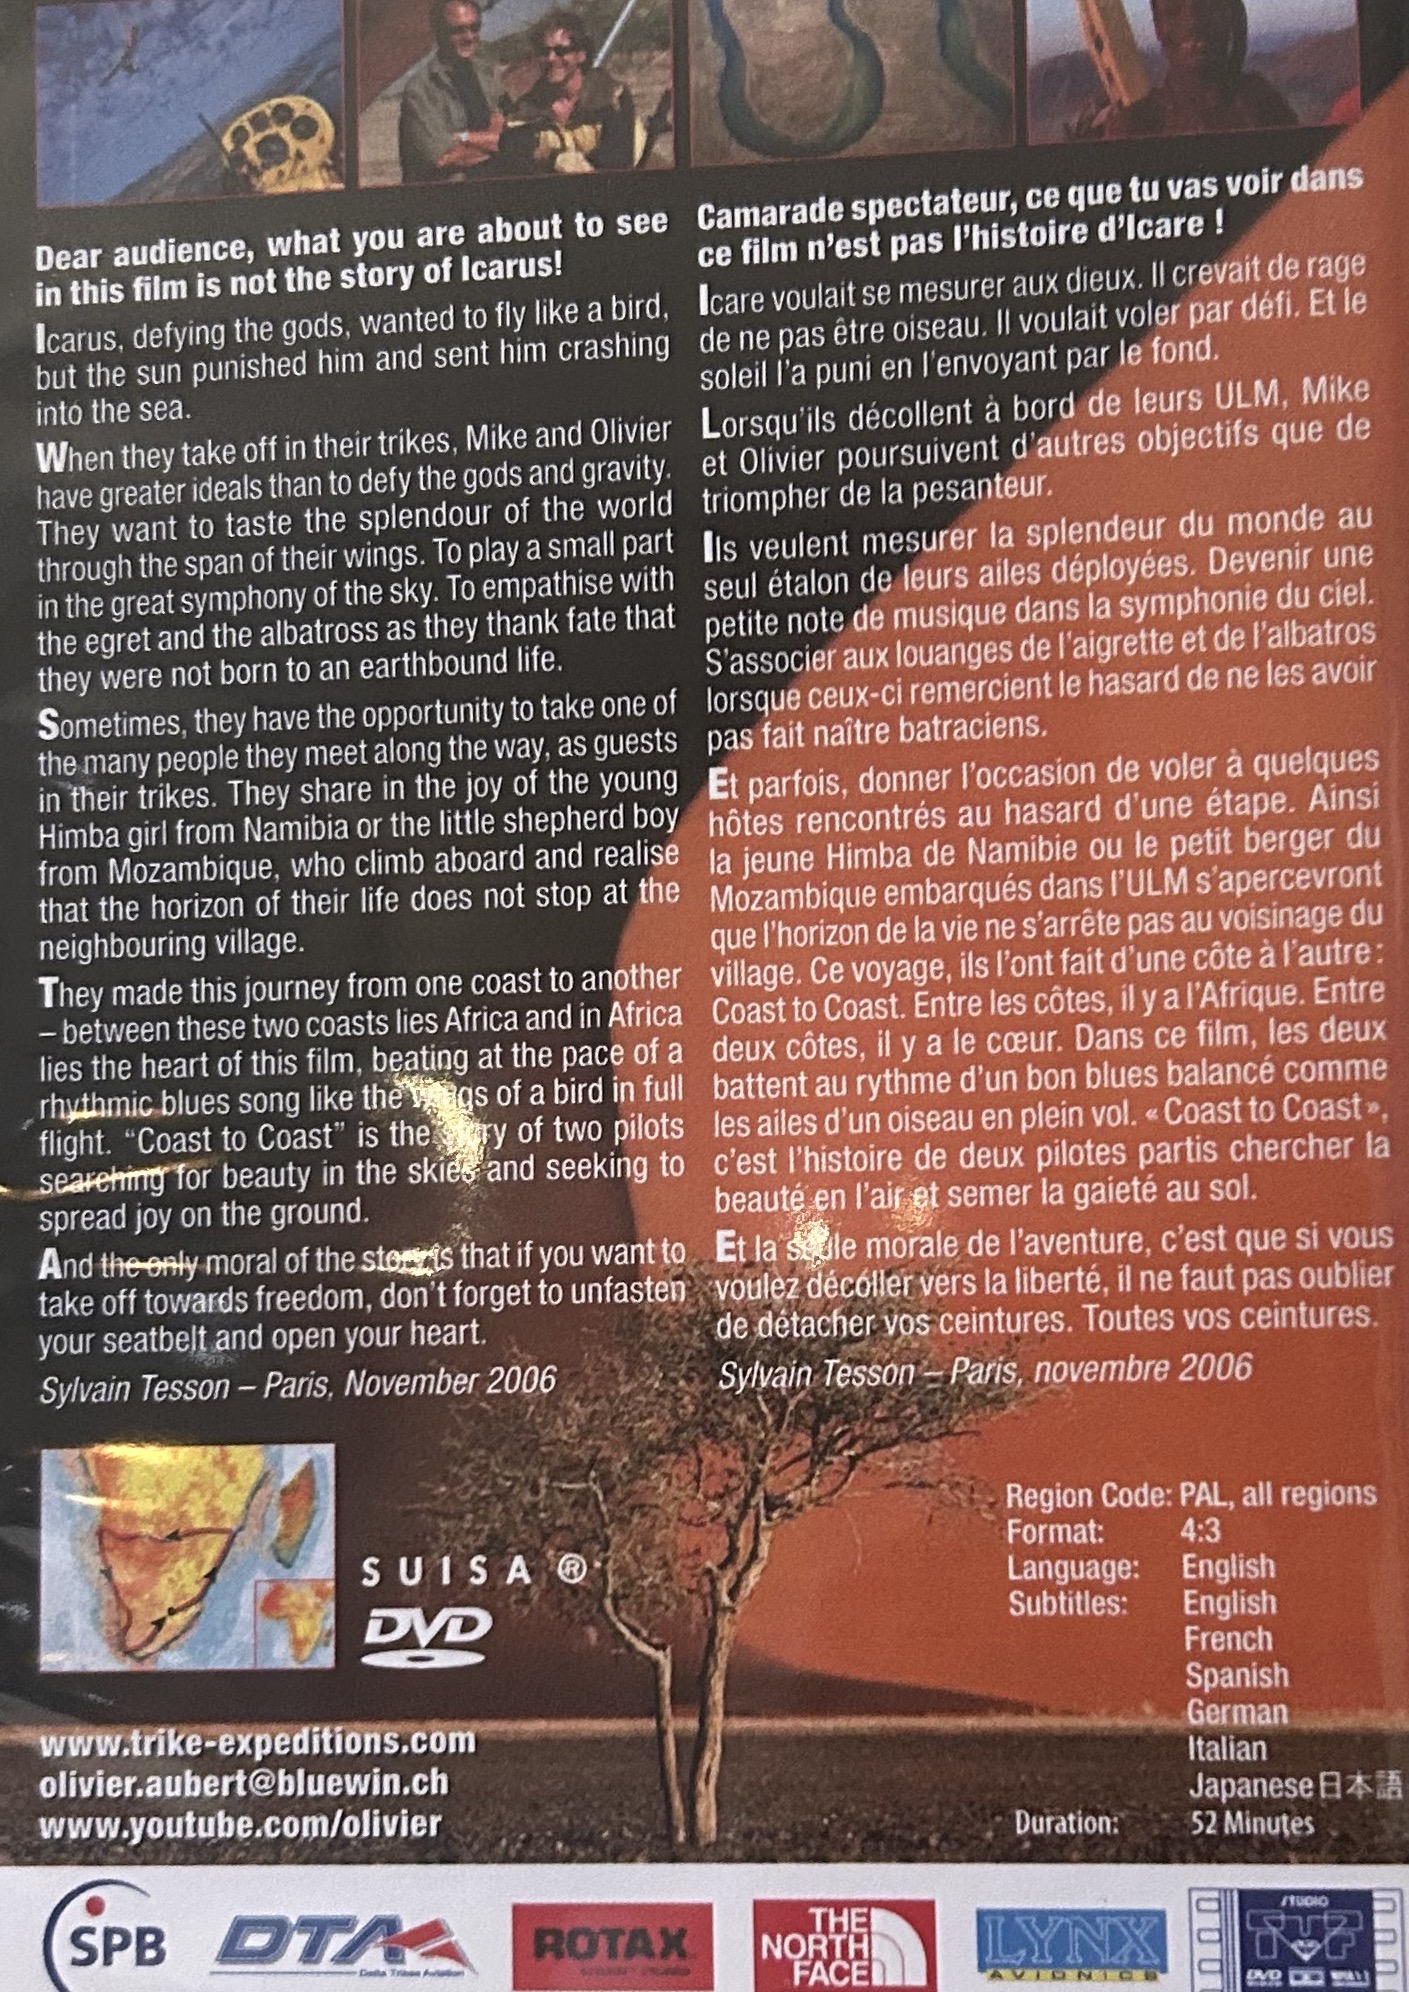 Dear audience, what you are about to see
in this film is not the story of Icarus!
Icarus, defying the gods, wanted to fly like a bird,
but the sun punished him and sent him crashing
into the sea.
When they take off in their trikes, Mike and Olivier
have greater ideals than to defy the gods and gravity.
They want to taste the splendour of the world
through the span of their wings. To play a small part
in the great symphony of the sky. To empathise with
the egret and the albatross as they thank fate that
they were not born to an earthbound life.
Sometimes, they have the opportunity to take one of
the many people they meet along the way, as guests
in their trikes. They share in the joy of the young
Himba girl from Namibia or the little shepherd boy
from Mozambique, who climb aboard and realise
that the horizon of their life does not stop at the
neighbouring village.
They made this journey from one coast to another
– between these two coasts lies Africa and in Africa
lies the heart of this film, beating at the pace of a
rhythmic blues song like the wings of a bird in full
flight. “Coast to Coast” is the story of two pilots
searching for beauty in the skies and seeking to
spread joy on the ground.
And the only moral of the story is that if you want to
take off towards freedom, don't forget to unfasten
your seatbelt and open your heart.
Sylvain Tesson – Paris, November 2006
Camarade spectateur, ce que tu vas voir dans
ce film n'est pas l'histoire d'Icare !
Icare voulait se mesurer aux dieux. Il crevait de rage
de ne pas être oiseau. Il voulait voler par défi. Et le
soleil l'a puni en l'envoyant par le fond.
Lorsqu'ils décollent à bord de leurs ULM, Mike
et Olivier poursuivent d'autres objectifs que de
triompher de la pesanteur.
Ils veulent mesurer la splendeur du monde au
seul étalon de leurs ailes déployées. Devenir une
petite note de musique dans la symphonie du ciel.
S'associer aux louanges de l'aigrette et de l'albatros
lorsque ceux-ci remercient le hasard de ne les avoir
pas fait naître batraciens.
Et parfois, donner l'occasion de voler à quelques
hôtes rencontrés au hasard d'une étape. Ainsi
la jeune Himba de Namibie ou le petit berger du
Mozambique embarqués dans l'ULM s'apercevront
que l'horizon de la vie ne s'arrête pas au voisinage du
village. Ce voyage, ils l'ont fait d'une côte à l'autre :
Coast to Coast. Entre les côtes, il y a l'Afrique. Entre
deux côtes, il y a le cœur. Dans ce film, les deux
battent au rythme d'un bon blues balancé comme
les ailes d'un oiseau en plein vol. « Coast to Coast »,
c'est l'histoire de deux pilotes partis chercher la
beauté en l'air et semer la gaieté au sol.
Et la seule morale de l'aventure, c'est que si vous
voulez décoller vers la liberté, il ne faut pas oublier
de détacher vos ceintures. Toutes vos ceintures.
Sylvain Tesson – Paris, novembre 2006
SUISA ®
DVD
Region Code: PAL, all regions
Format: 4:3
Language: English
Subtitles: English
French
Spanish
German
Italian
Japanese 日本語
Duration: 52 Minutes
www.trike-expeditions.com
olivier.aubert@bluewin.ch
www.youtube.com/olivier
SPB
DTA
Delta Trikes Aviation
ROTAX
THE
NORTH
FACE
LYNX
AVIONICS
STUDIO
DVD